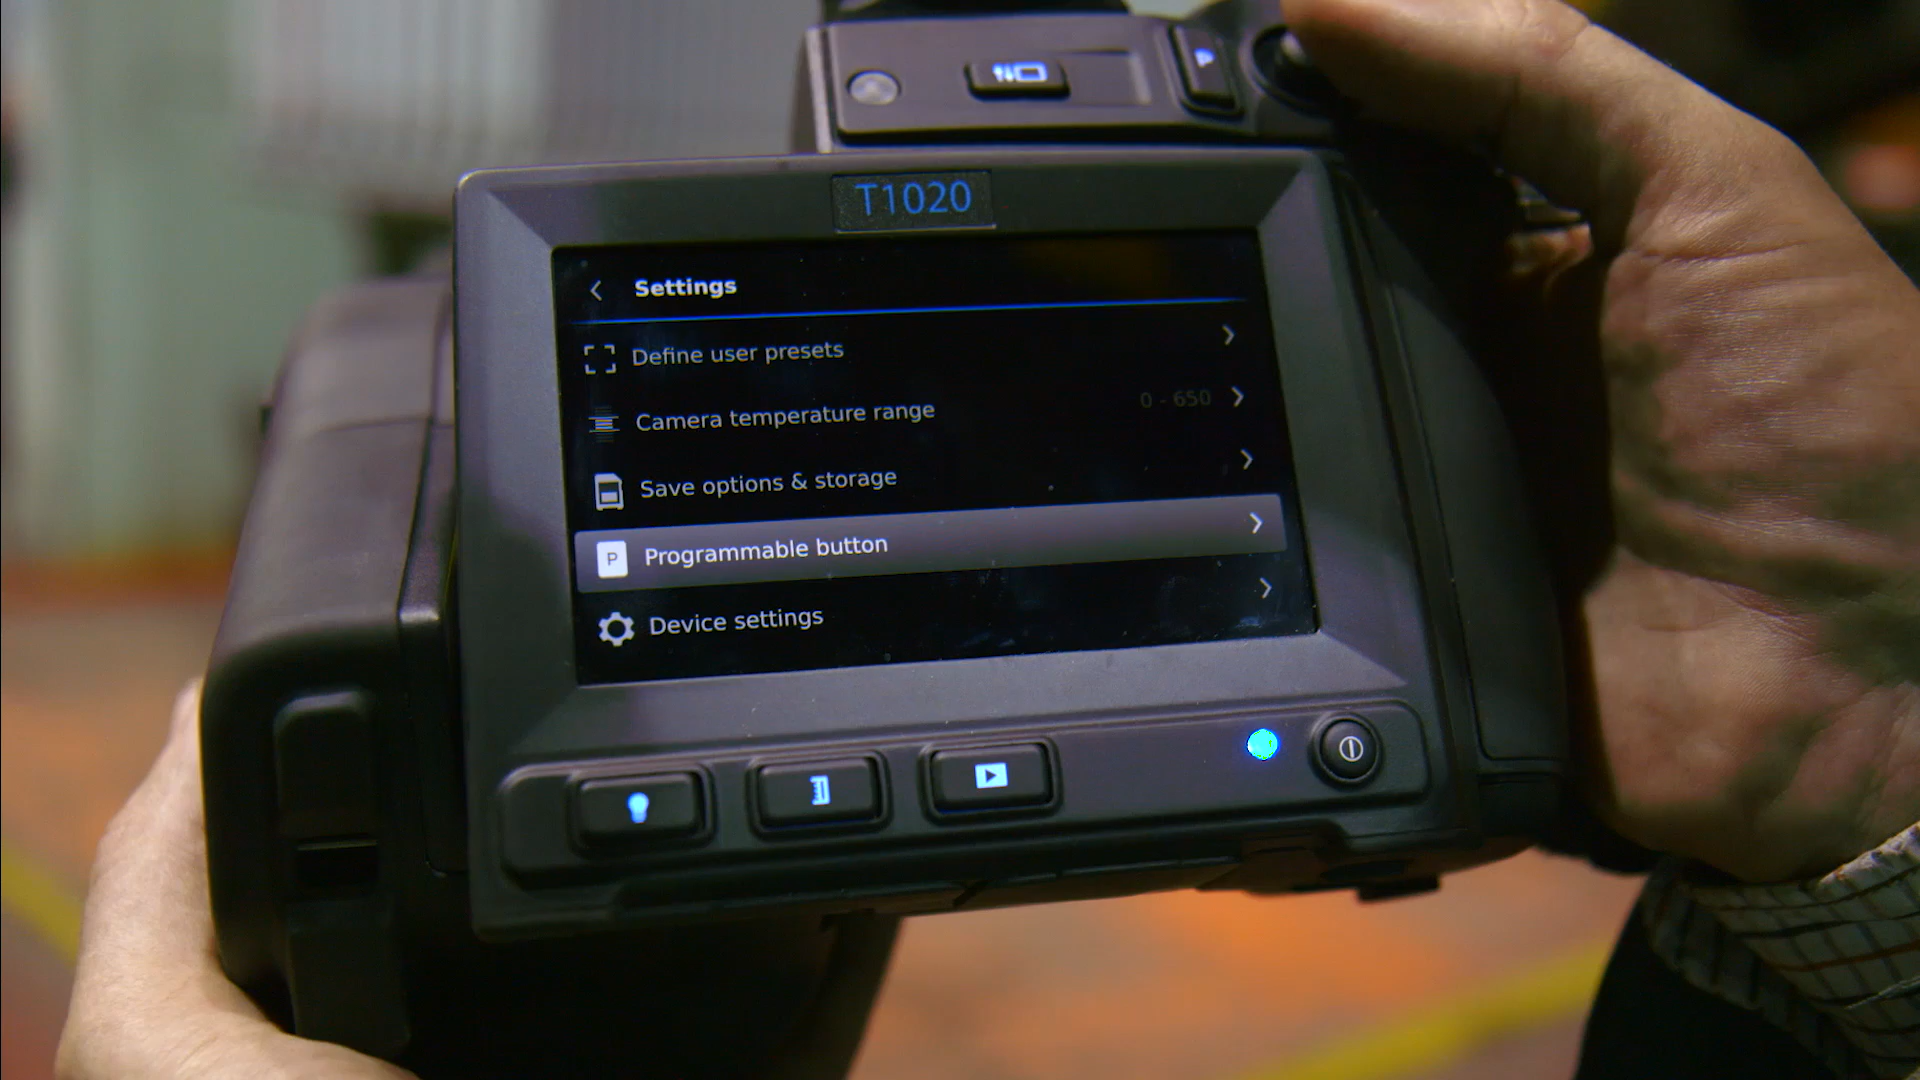 P
T1020
Settings
Define user presets
Camera temperature range 0 - 650
Save options & storage
P Programmable button
Device settings